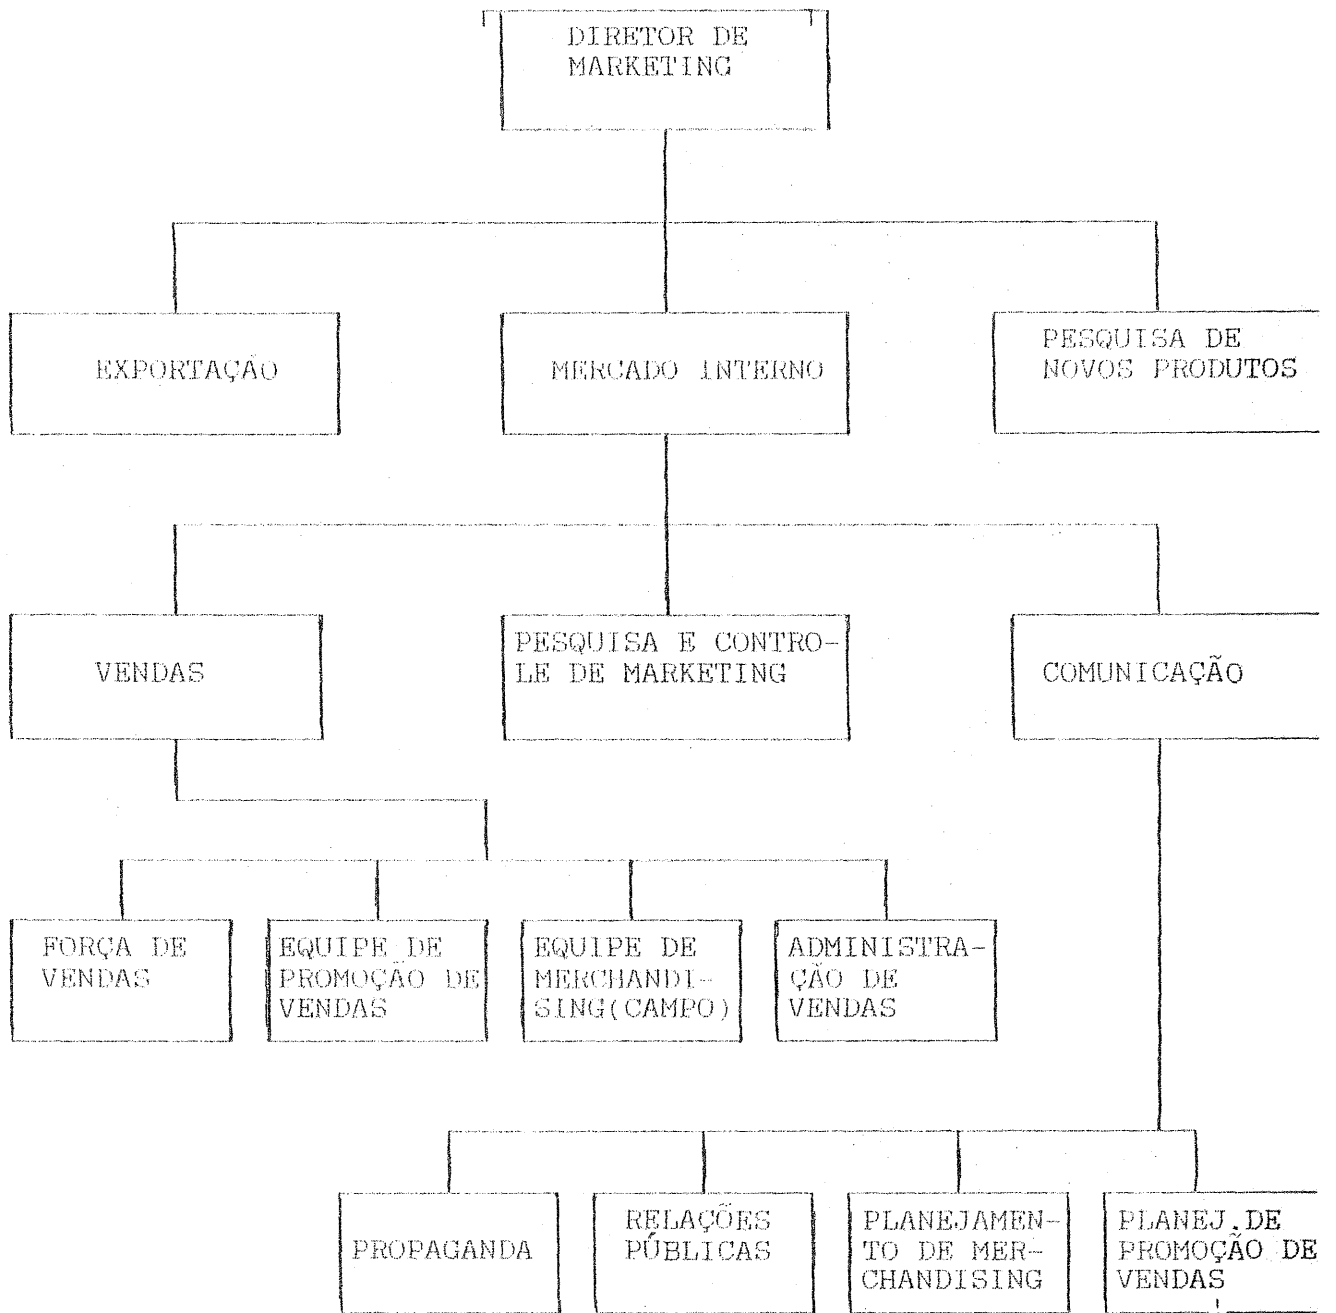 DIRETOR DE
MARKETING
EXPORTAÇÃO
MERCADO INTERNO
PESQUISA DE
NOVOS PRODUTOS
VENDAS
PESQUISA E CONTRO-
LE DE MARKETING
COMUNICAÇÃO
FORÇA DE
VENDAS
EQUIPE DE
PROMOÇÃO DE
VENDAS
EQUIPE DE
MERCHANDI-
SING(CAMPO)
ADMINISTRA-
ÇÃO DE
VENDAS
PROPAGANDA
RELAÇÕES
PÚBLICAS
PLANEJAMEN-
TO DE MER-
CHANDISING
PLANEJ.DE
PROMOÇÃO DE
VENDAS